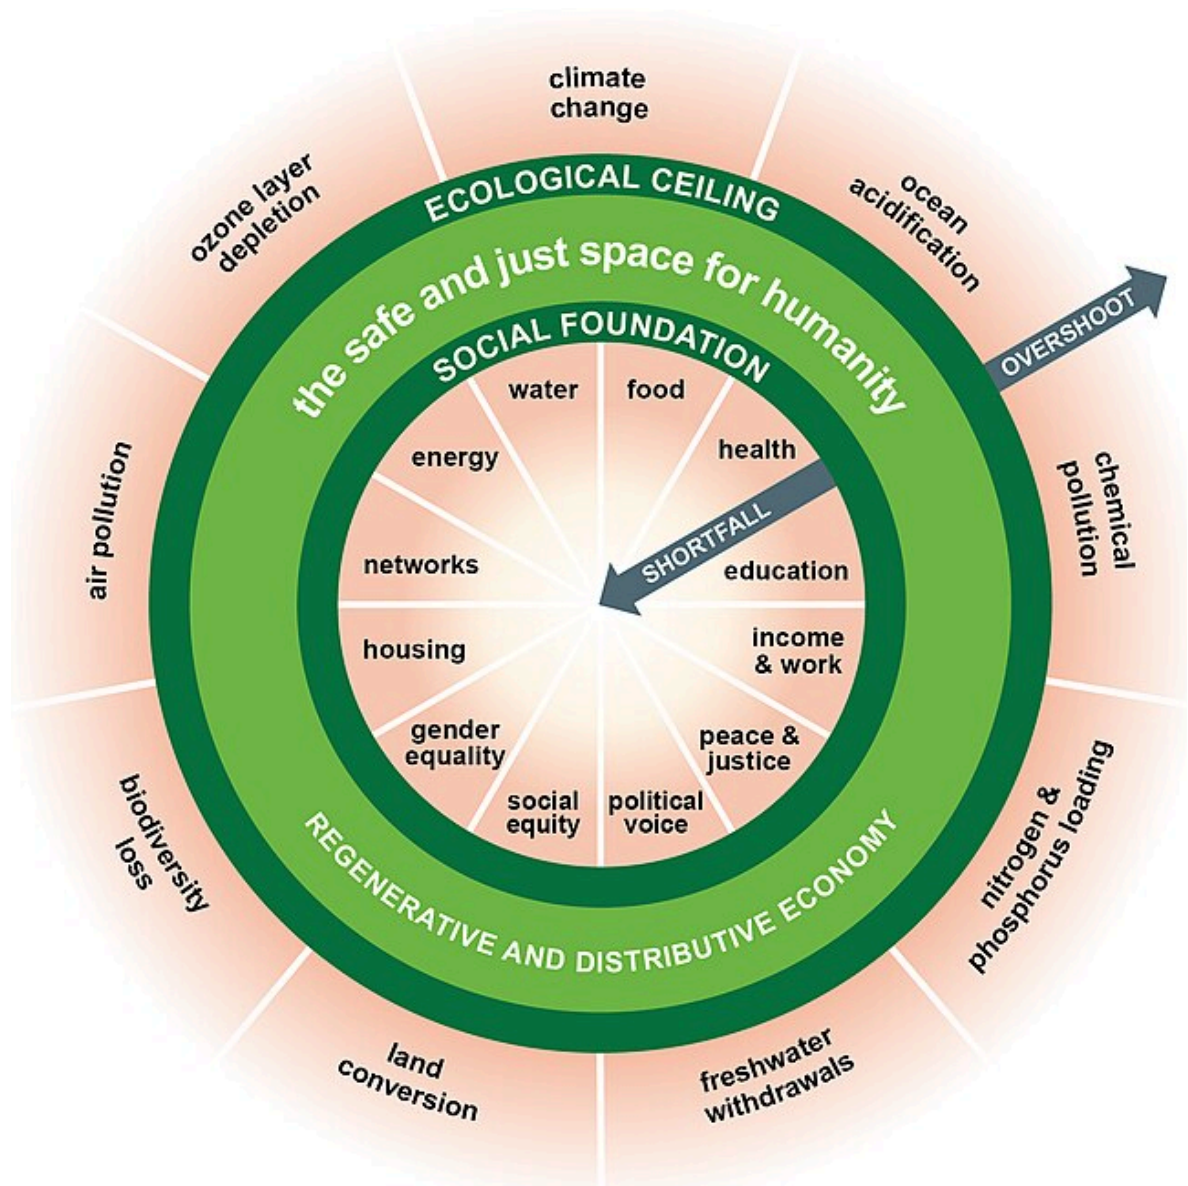 climate
change
ocean
acidification
OVERSHOOT
chemical
pollution
nitrogen &
phosphorus loading
freshwater
withdrawals
land
conversion
biodiversity
loss
air pollution
ozone layer
depletion
ECOLOGICAL CEILING
the safe and just space for humanity
SOCIAL FOUNDATION
water
food
energy
health
SHORTFALL
networks
education
housing
income
& work
gender
equality
peace &
justice
social
equity
political
voice
REGENERATIVE AND DISTRIBUTIVE ECONOMY